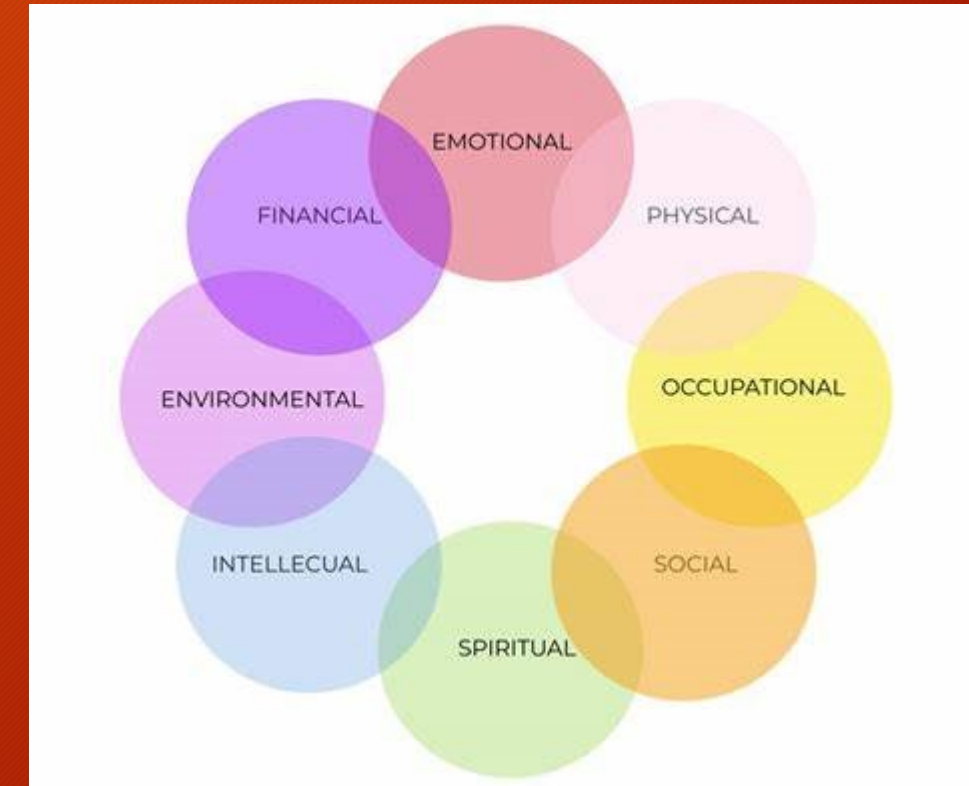 EMOTIONAL
FINANCIAL
PHYSICAL
ENVIRONMENTAL
OCCUPATIONAL
INTELLECUAL
SOCIAL
SPIRITUAL